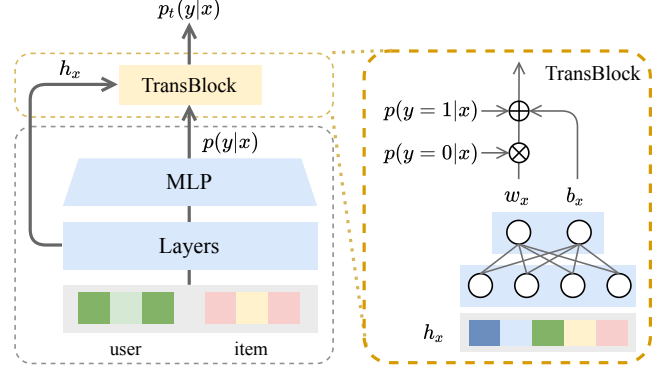 p_t(y|x)
h_x
TransBlock
p(y|x)
MLP
Layers
user item
TransBlock
p(y = 1|x)
p(y = 0|x)
w_x b_x
h_x